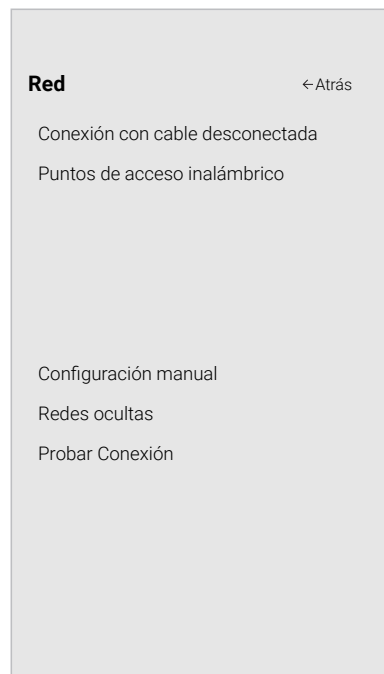 Red
←Atrás
Conexión con cable desconectada
Puntos de acceso inalámbrico
Configuración manual
Redes ocultas
Probar Conexión